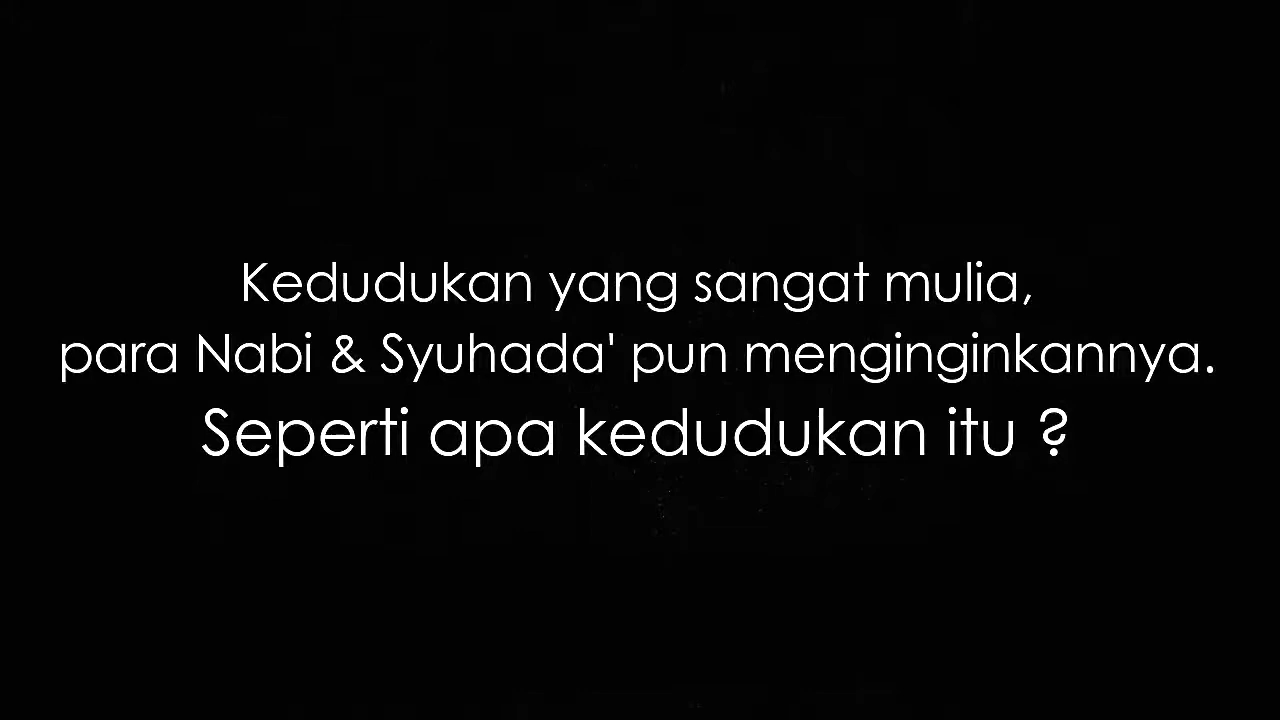 Kedudukan yang sangat mulia,
para Nabi & Syuhada' pun menginginkannya.
Seperti apa kedudukan itu ?